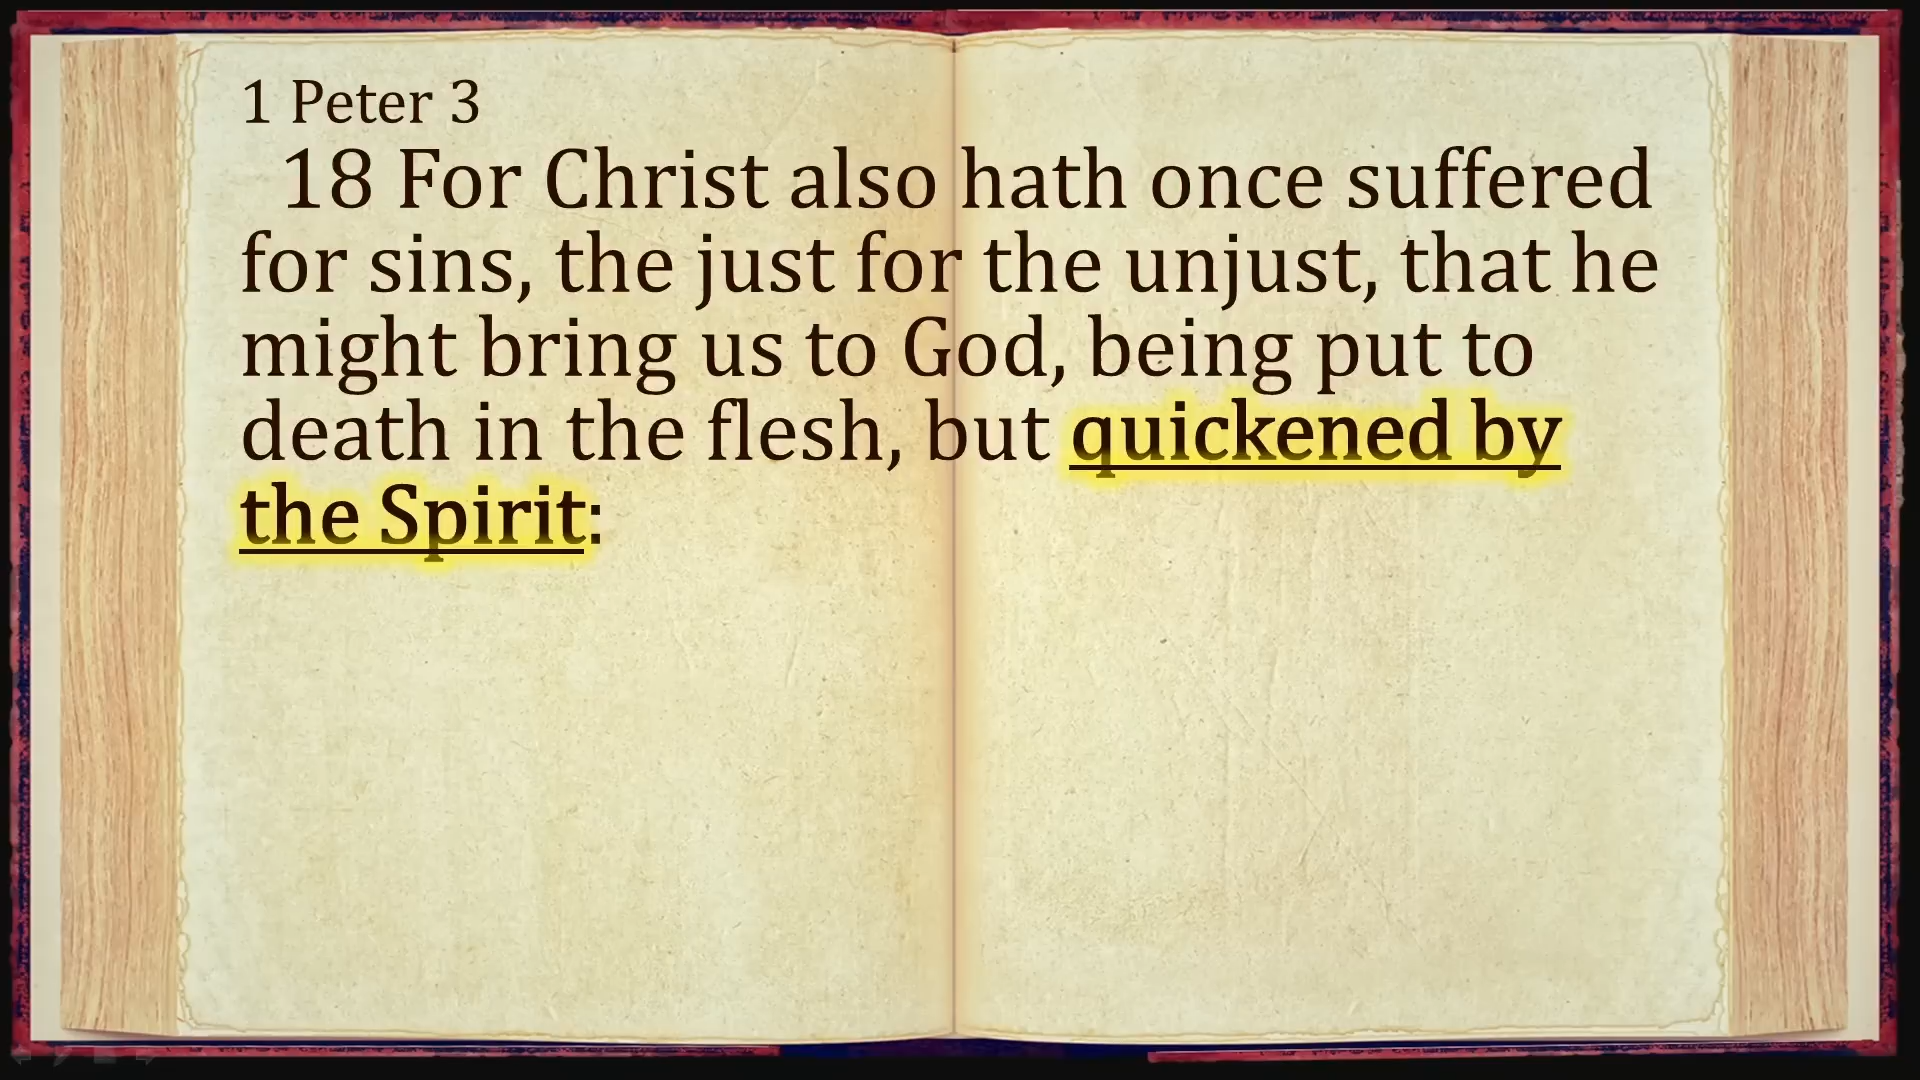 1 Peter 3
18 For Christ also hath once suffered
for sins, the just for the unjust, that he
might bring us to God, being put to
death in the flesh, but quickened by
the Spirit: